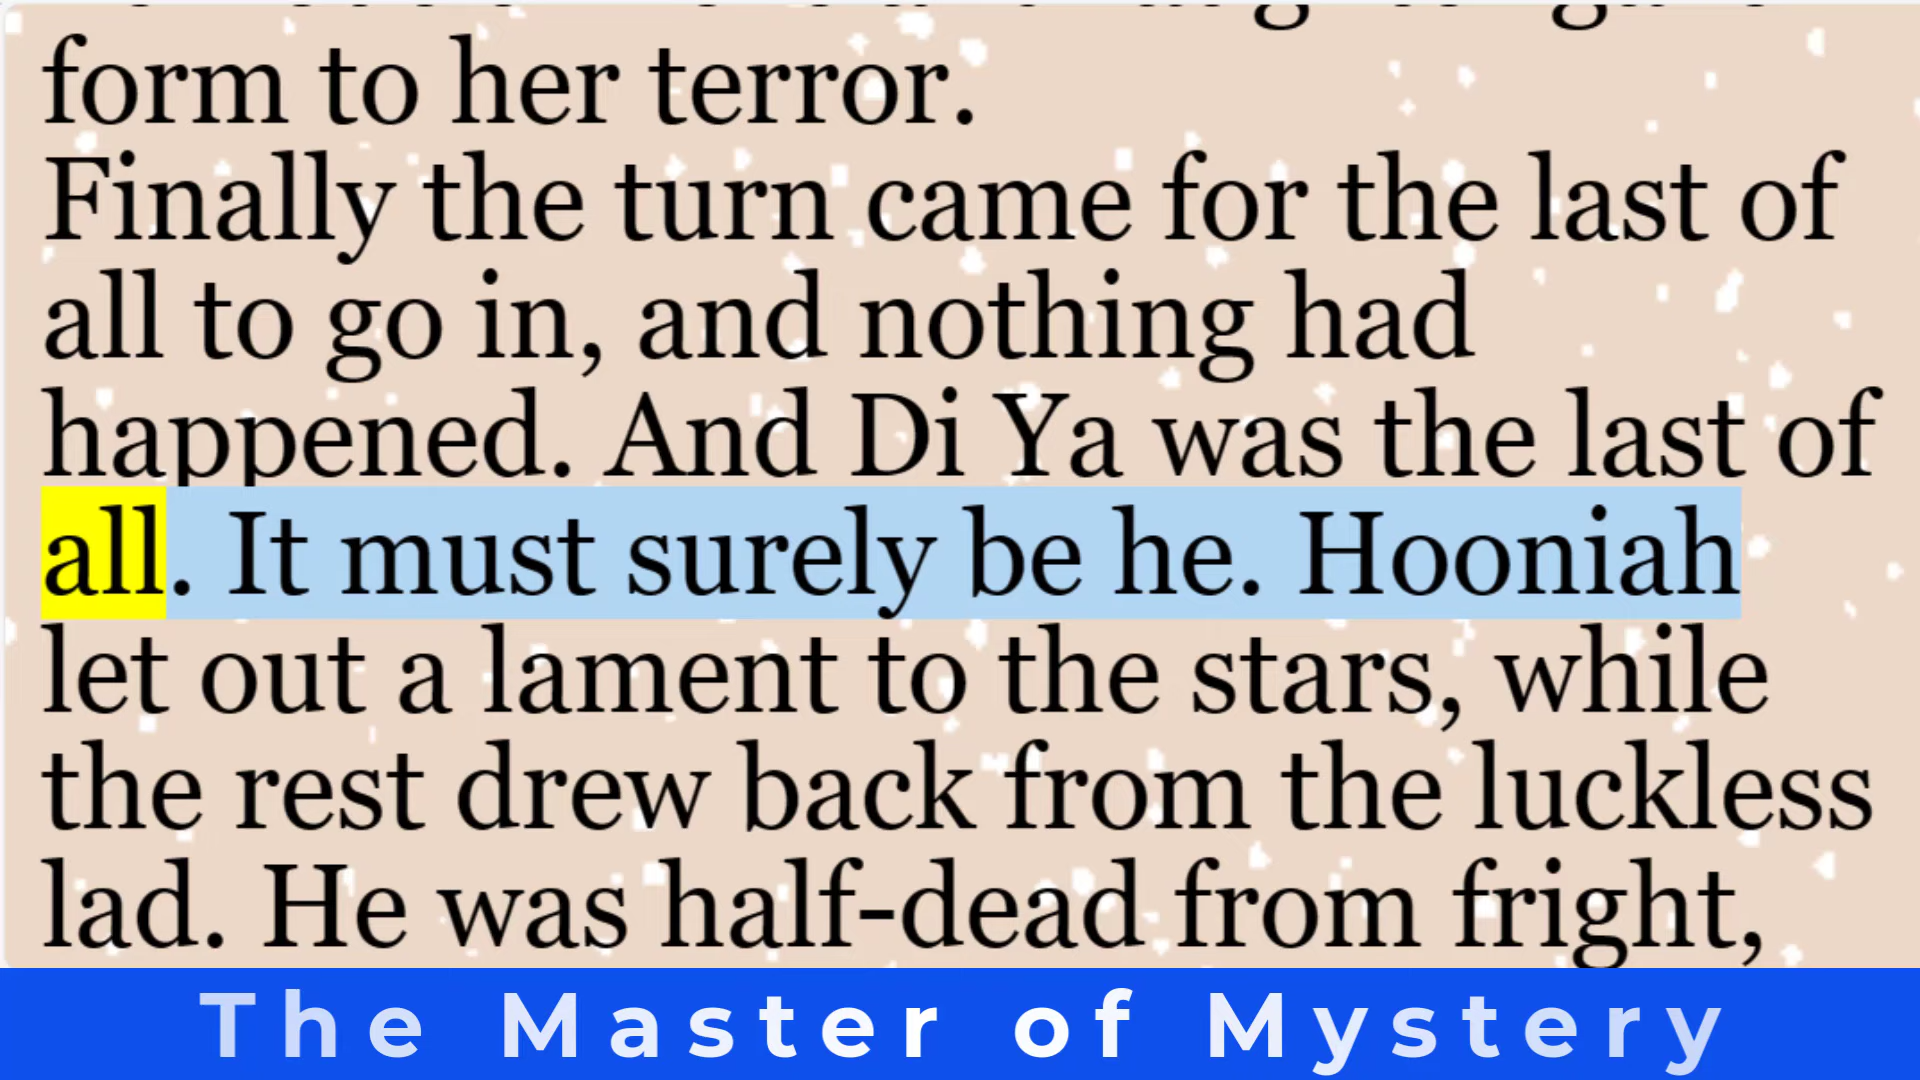 form to her terror.
Finally the turn came for the last of
all to go in, and nothing had
happened. And Di Ya was the last of
all. It must surely be he. Hooniah
let out a lament to the stars, while
the rest drew back from the luckless
lad. He was half-dead from fright,
The Master of Mystery